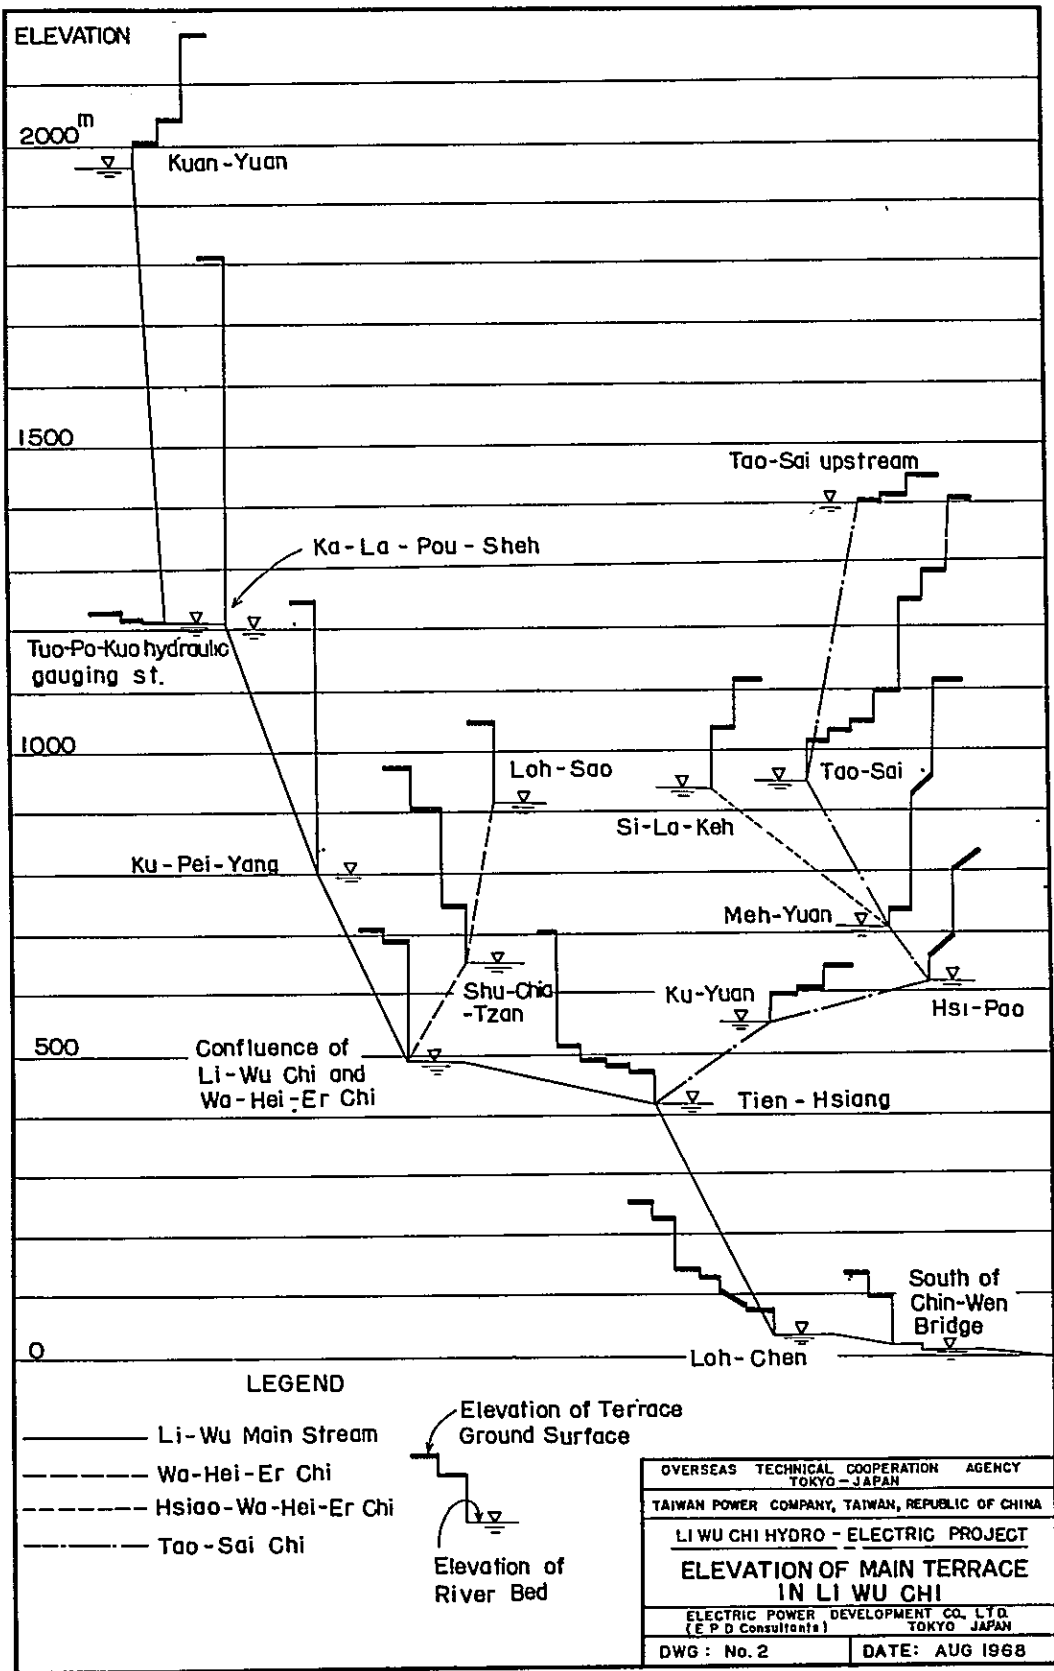 ELEVATION
2000 m
Kuan-Yuan
1500
Tao-Sai upstream
Ka-La-Pou-Sheh
Tuo-Po-Kuo hydraulic
gauging st.
1000
Loh-Sao
Tao-Sai
Si-La-Keh
Ku-Pei-Yang
Meh-Yuan
Shu-Chia
-Tzan
Ku-Yuan
Hsi-Pao
500
Confluence of
Li-Wu Chi and
Wa-Hei-Er Chi
Tien-Hsiang
South of
Chin-Wen
Bridge
0
Loh-Chen
LEGEND
Li-Wu Main Stream
Wa-Hei-Er Chi
Hsiao-Wa-Hei-Er Chi
Tao-Sai Chi
Elevation of Terrace
Ground Surface
Elevation of
River Bed
OVERSEAS TECHNICAL COOPERATION AGENCY
TOKYO-JAPAN
TAIWAN POWER COMPANY, TAIWAN, REPUBLIC OF CHINA
LI WU CHI HYDRO-ELECTRIC PROJECT
ELEVATION OF MAIN TERRACE
IN LI WU CHI
ELECTRIC POWER DEVELOPMENT CO., LTD.
(E P D Consultants) TOKYO JAPAN
DWG: No. 2
DATE: AUG 1968